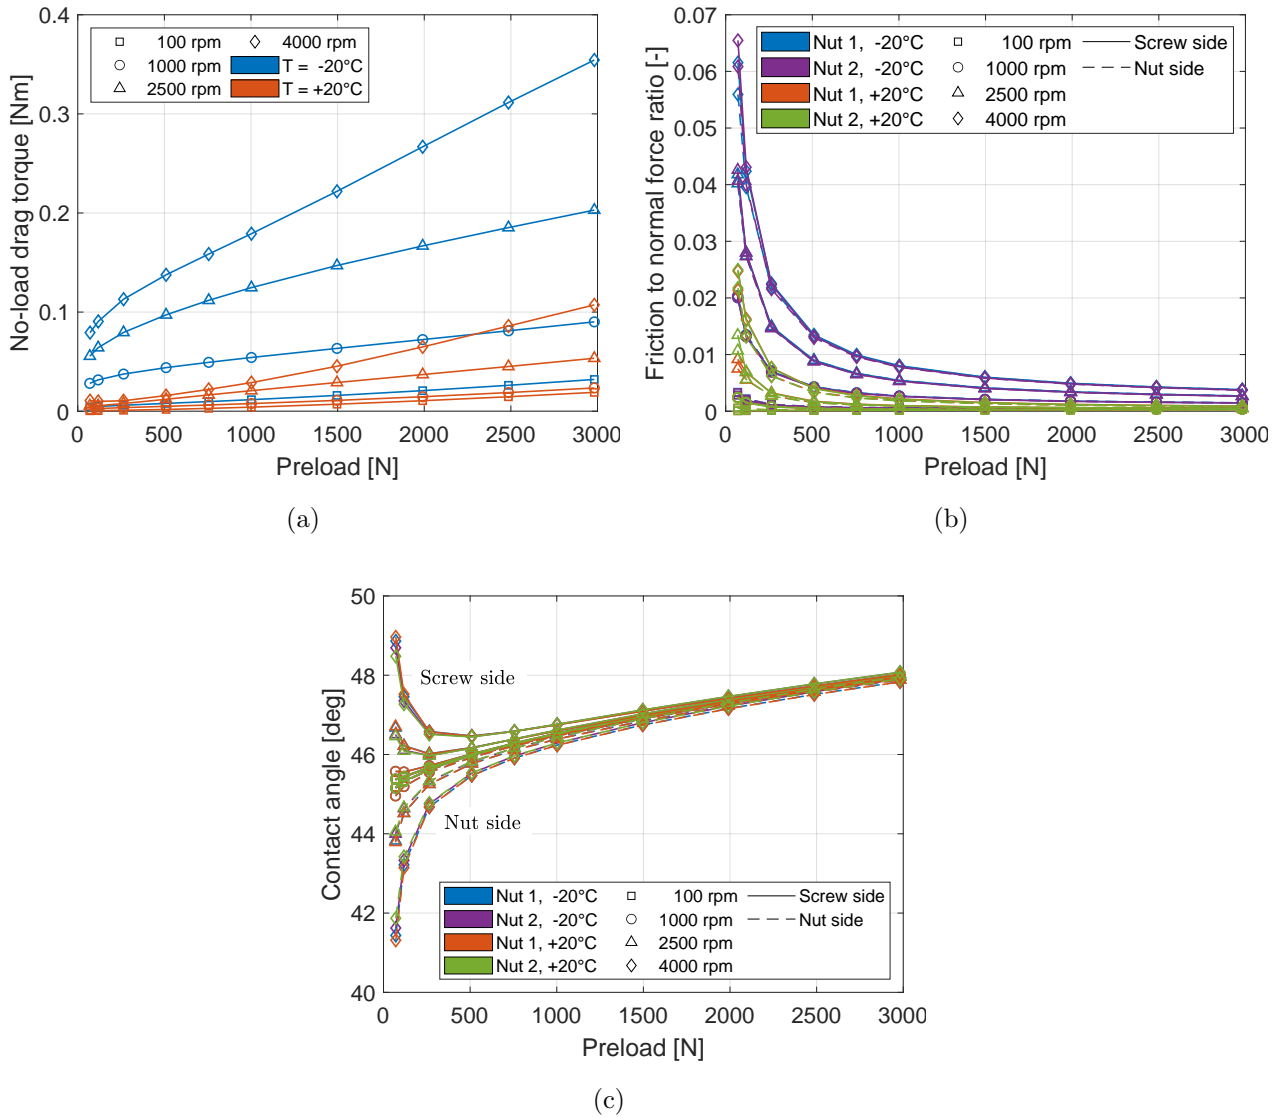 0.4
0.3
0.2
0.1
0
0 500 1000 1500 2000 2500 3000
No-load drag torque [Nm]
Preload [N]
100 rpm
1000 rpm
2500 rpm
4000 rpm
T = -20°C
T = +20°C
(a)
0.07
0.06
0.05
0.04
0.03
0.02
0.01
0
0 500 1000 1500 2000 2500 3000
Friction to normal force ratio [-]
Preload [N]
Nut 1, -20°C
Nut 2, -20°C
Nut 1, +20°C
Nut 2, +20°C
100 rpm
1000 rpm
2500 rpm
4000 rpm
Screw side
Nut side
(b)
50
48
46
44
42
40
0 500 1000 1500 2000 2500 3000
Contact angle [deg]
Preload [N]
Screw side
Nut side
Nut 1, -20°C
Nut 2, -20°C
Nut 1, +20°C
Nut 2, +20°C
100 rpm
1000 rpm
2500 rpm
4000 rpm
Screw side
Nut side
(c)